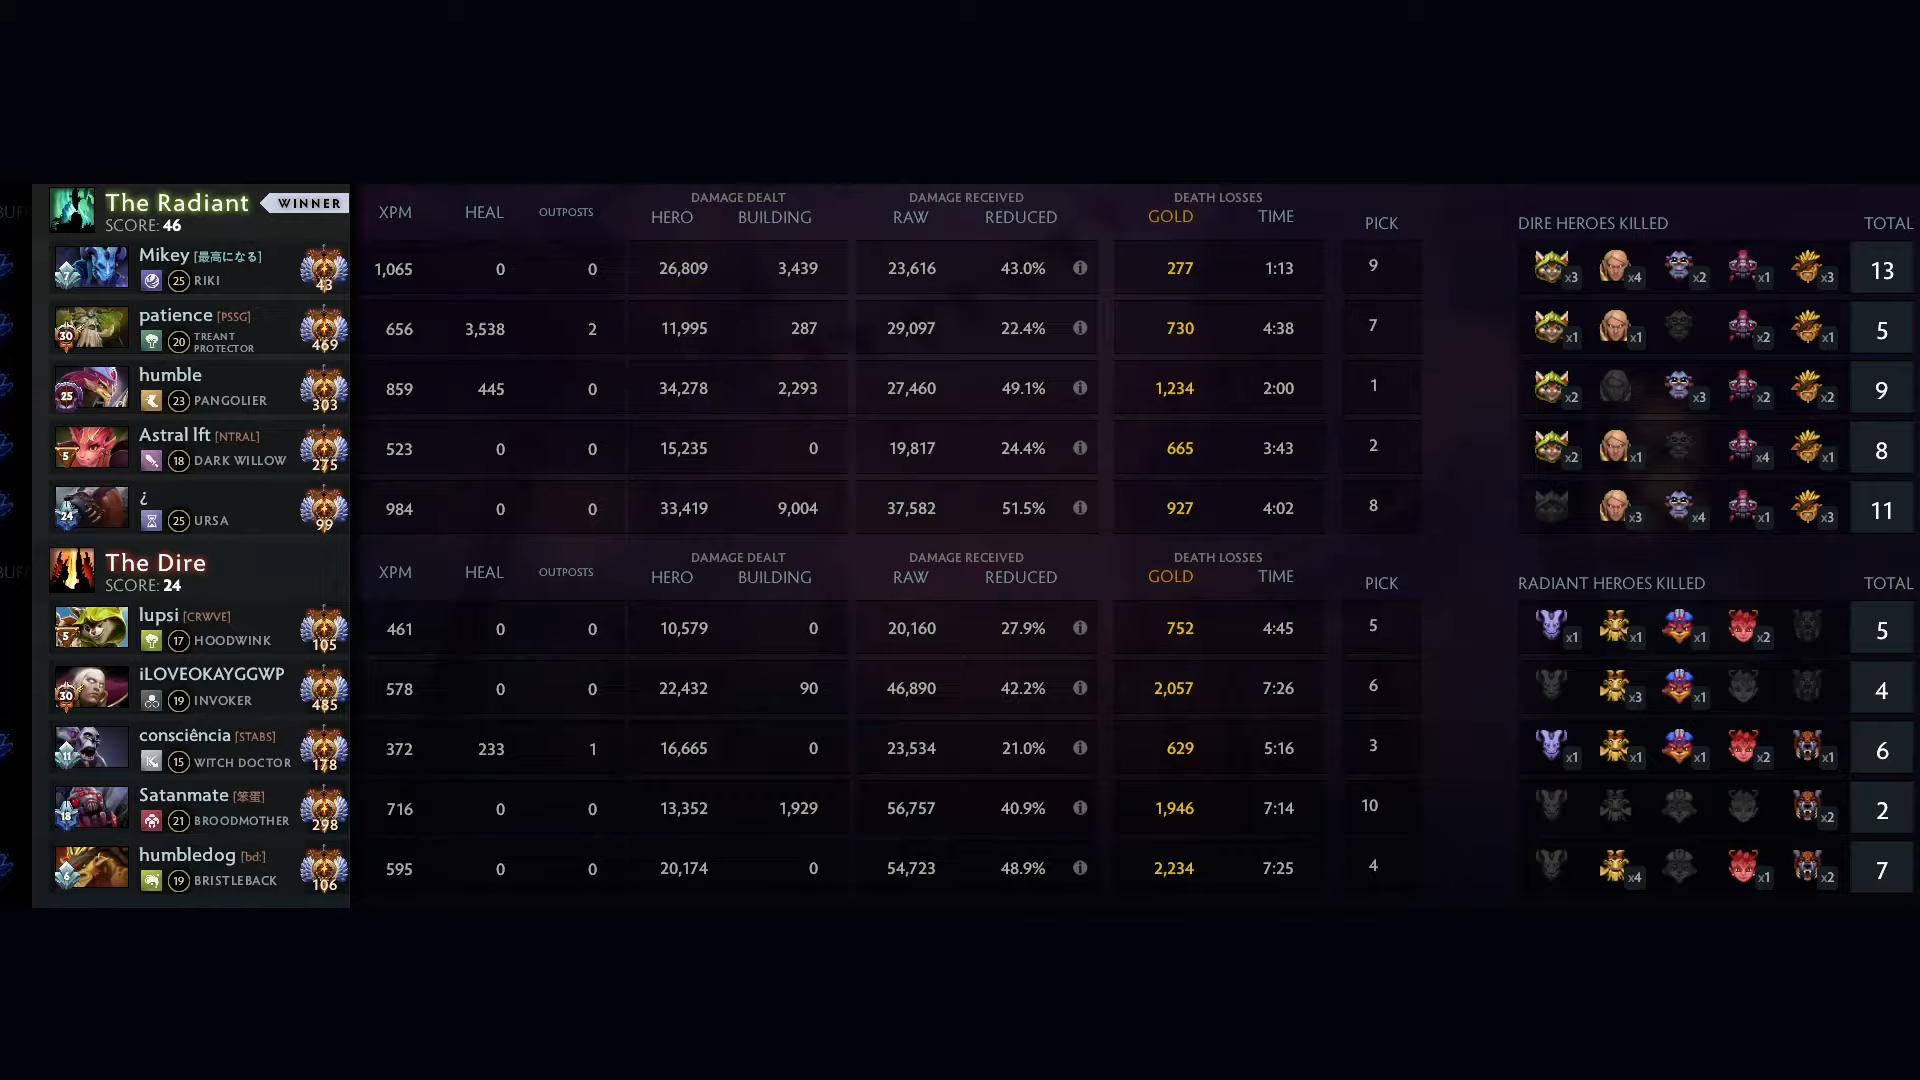 The Radiant WINNER
SCORE: 46
XPM HEAL OUTPOSTS DAMAGE DEALT HERO BUILDING DAMAGE RECEIVED RAW REDUCED DEATH LOSSES GOLD TIME PICK DIRE HEROES KILLED TOTAL
7 Mikey [最高になる] 25 RIKI 43 1,065 0 0 26,809 3,439 23,616 43.0% 277 1:13 9 x3 x4 x2 x1 x3 13
30 patience [PSSG] 20 TREANT PROTECTOR 469 656 3,538 2 11,995 287 29,097 22.4% 730 4:38 7 x1 x1 x2 x1 5
25 humble 23 PANGOLIER 303 859 445 0 34,278 2,293 27,460 49.1% 1,234 2:00 1 x2 x3 x2 x2 9
5 Astral lft [NTRAL] 18 DARK WILLOW 275 523 0 0 15,235 0 19,817 24.4% 665 3:43 2 x2 x1 x4 x1 8
24 ¿ 25 URSA 99 984 0 0 33,419 9,004 37,582 51.5% 927 4:02 8 x3 x4 x1 x3 11
The Dire
SCORE: 24
XPM HEAL OUTPOSTS DAMAGE DEALT HERO BUILDING DAMAGE RECEIVED RAW REDUCED DEATH LOSSES GOLD TIME PICK RADIANT HEROES KILLED TOTAL
5 lupsi [CRWVE] 17 HOODWINK 105 461 0 0 10,579 0 20,160 27.9% 752 4:45 5 x1 x1 x1 x2 5
30 iLOVEOKAYGGWP 19 INVOKER 485 578 0 0 22,432 90 46,890 42.2% 2,057 7:26 6 x3 x1 4
11 consciência [STABS] 15 WITCH DOCTOR 178 372 233 1 16,665 0 23,534 21.0% 629 5:16 3 x1 x1 x1 x2 x1 6
18 Satanmate [笨蛋] 21 BROODMOTHER 298 716 0 0 13,352 1,929 56,757 40.9% 1,946 7:14 10 x2 2
6 humbledog [bd:] 19 BRISTLEBACK 106 595 0 0 20,174 0 54,723 48.9% 2,234 7:25 4 x4 x1 x2 7